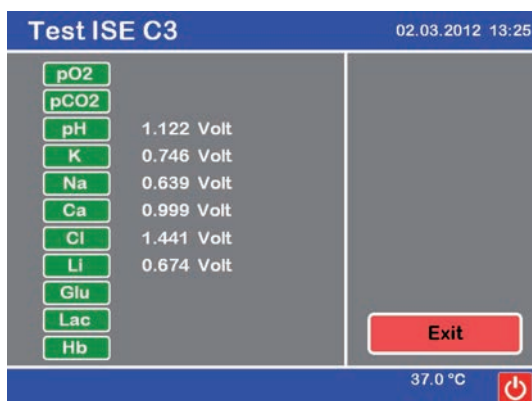 Test ISE C3 02.03.2012 13:25
pO2
pCO2
pH 1.122 Volt
K 0.746 Volt
Na 0.639 Volt
Ca 0.999 Volt
Cl 1.441 Volt
Li 0.674 Volt
Glu
Lac
Hb
Exit
37.0 °C